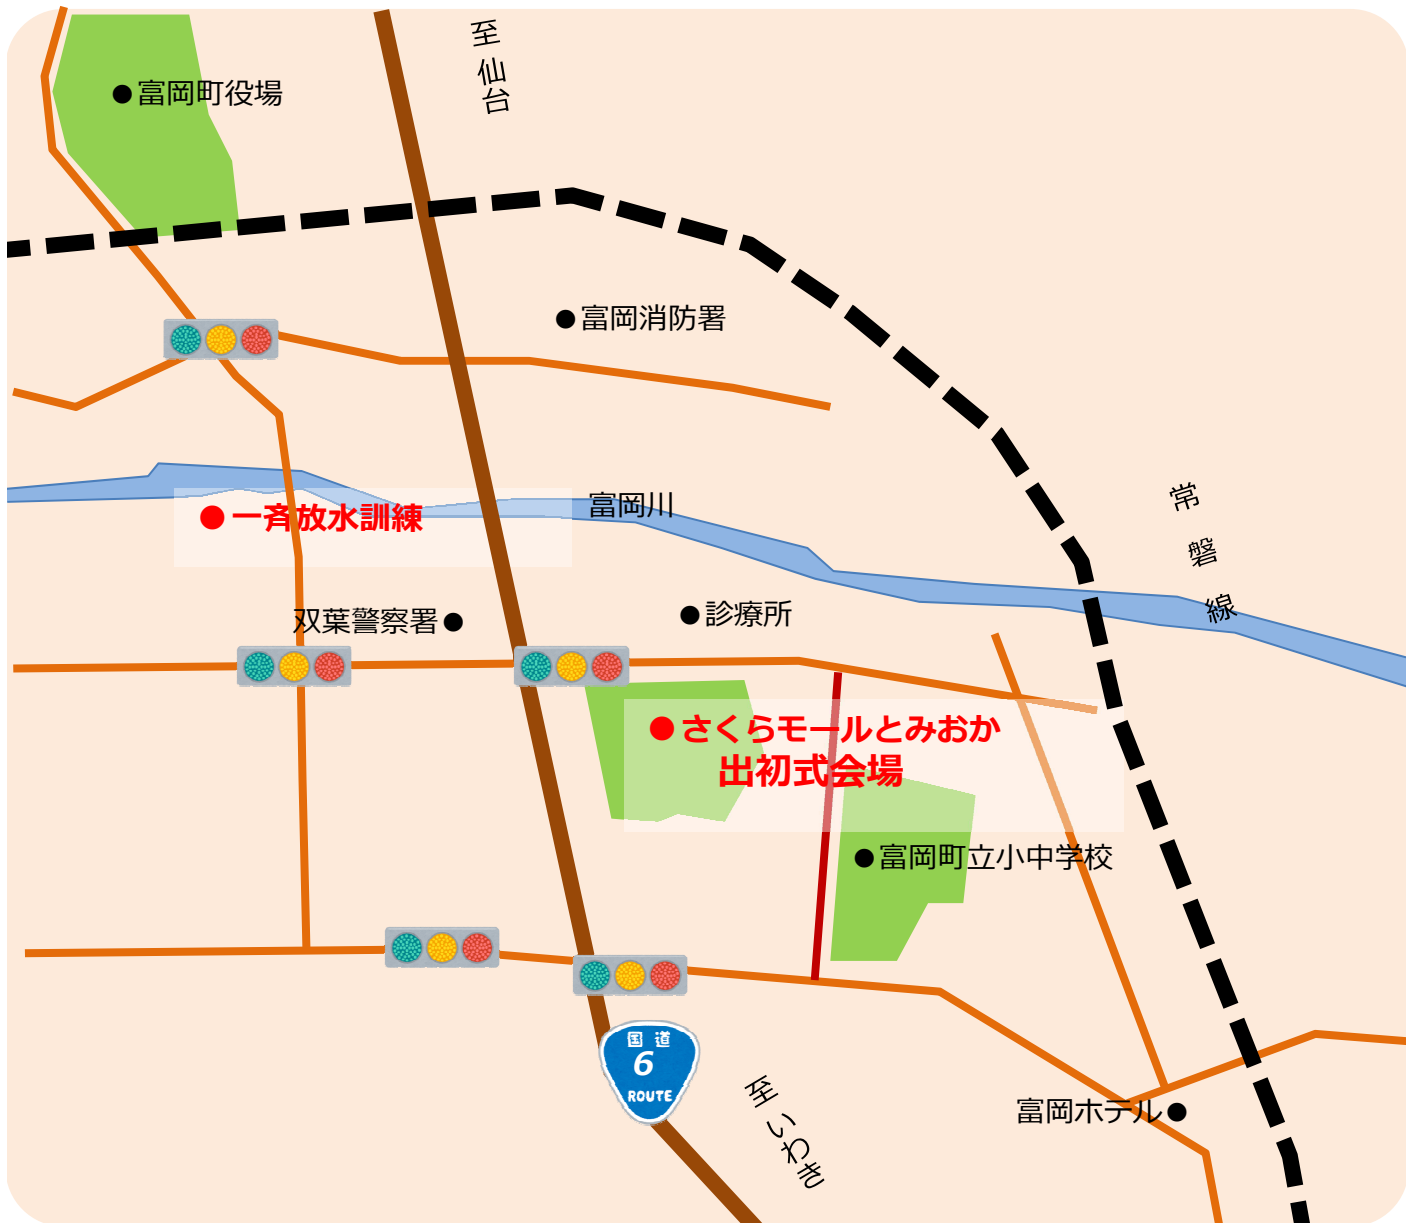 至 仙台
富岡町役場
富岡消防署
富岡川
常磐線
一斉放水訓練
双葉警察署
診療所
さくらモールとみおか
出初式会場
富岡町立小中学校
国道
6
ROUTE
至 いわき
富岡ホテル